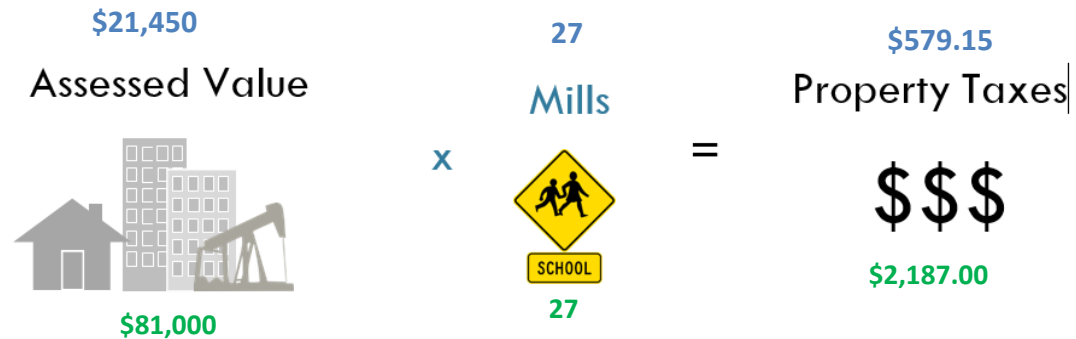 $21,450
27
$579.15
Assessed Value
Mills
Property Taxes
x
=
$$$
SCHOOL
$2,187.00
27
$81,000